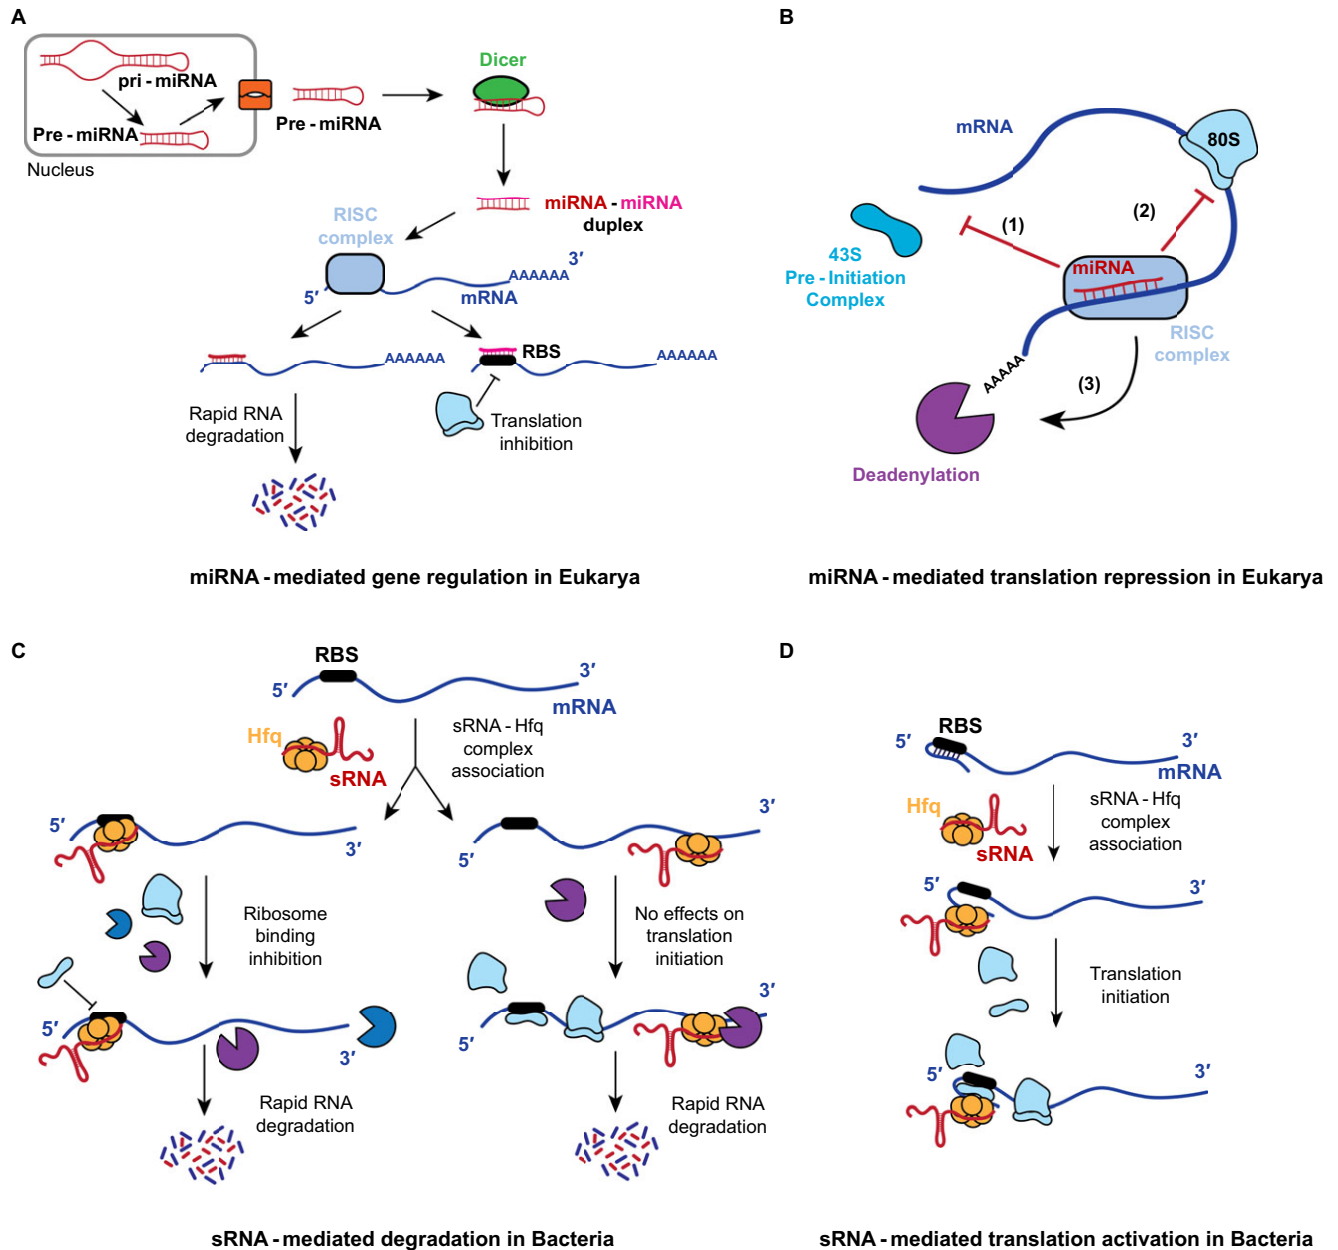 A
pri - miRNA
Pre - miRNA
Nucleus
Pre - miRNA
Dicer
miRNA - miRNA
duplex
RISC
complex
5′
mRNA
AAAAAA
3′
AAAAAA
RBS
AAAAAA
Rapid RNA
degradation
Translation
inhibition
miRNA - mediated gene regulation in Eukarya
B
mRNA
80S
43S
Pre - Initiation
Complex
(1)
(2)
miRNA
RISC
complex
AAAAA
(3)
Deadenylation
miRNA - mediated translation repression in Eukarya
C
RBS
5′
3′
mRNA
Hfq
sRNA
sRNA - Hfq
complex
association
5′
3′
3′
5′
Ribosome
binding
inhibition
No effects on
translation
initiation
5′
3′
3′
5′
Rapid RNA
degradation
Rapid RNA
degradation
sRNA - mediated degradation in Bacteria
D
RBS
5′
3′
mRNA
Hfq
sRNA
sRNA - Hfq
complex
association
5′
3′
Translation
initiation
5′
3′
sRNA - mediated translation activation in Bacteria